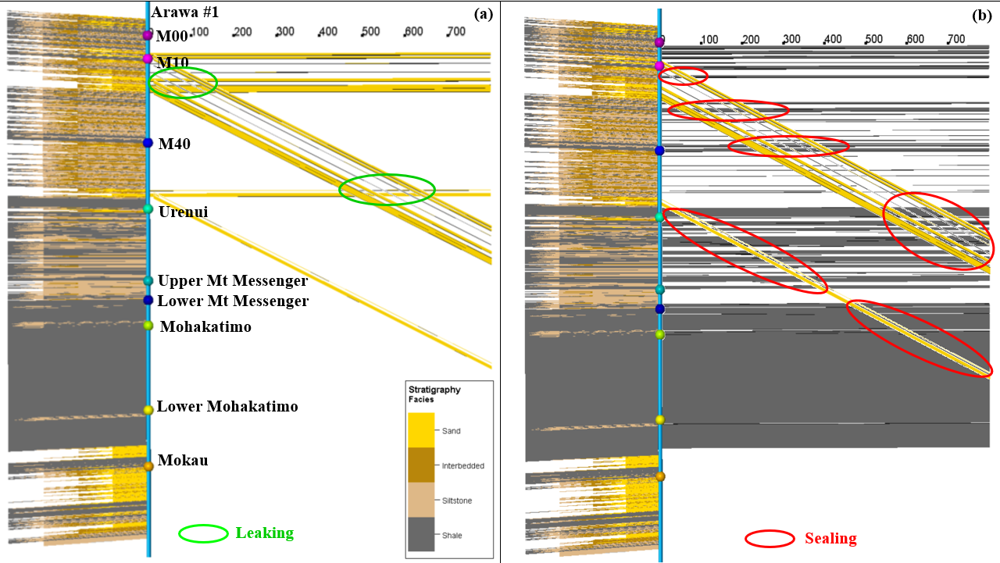 Arawa #1
(a)
M00
0
100
200
300
400
500
600
700
M10
M40
Urenui
Upper Mt Messenger
Lower Mt Messenger
Mohakatimo
Lower Mohakatimo
Mokau
Leaking
Stratigraphy
Facies
Sand
Interbedded
Siltstone
Shale
(b)
0
100
200
300
400
500
600
700
Sealing